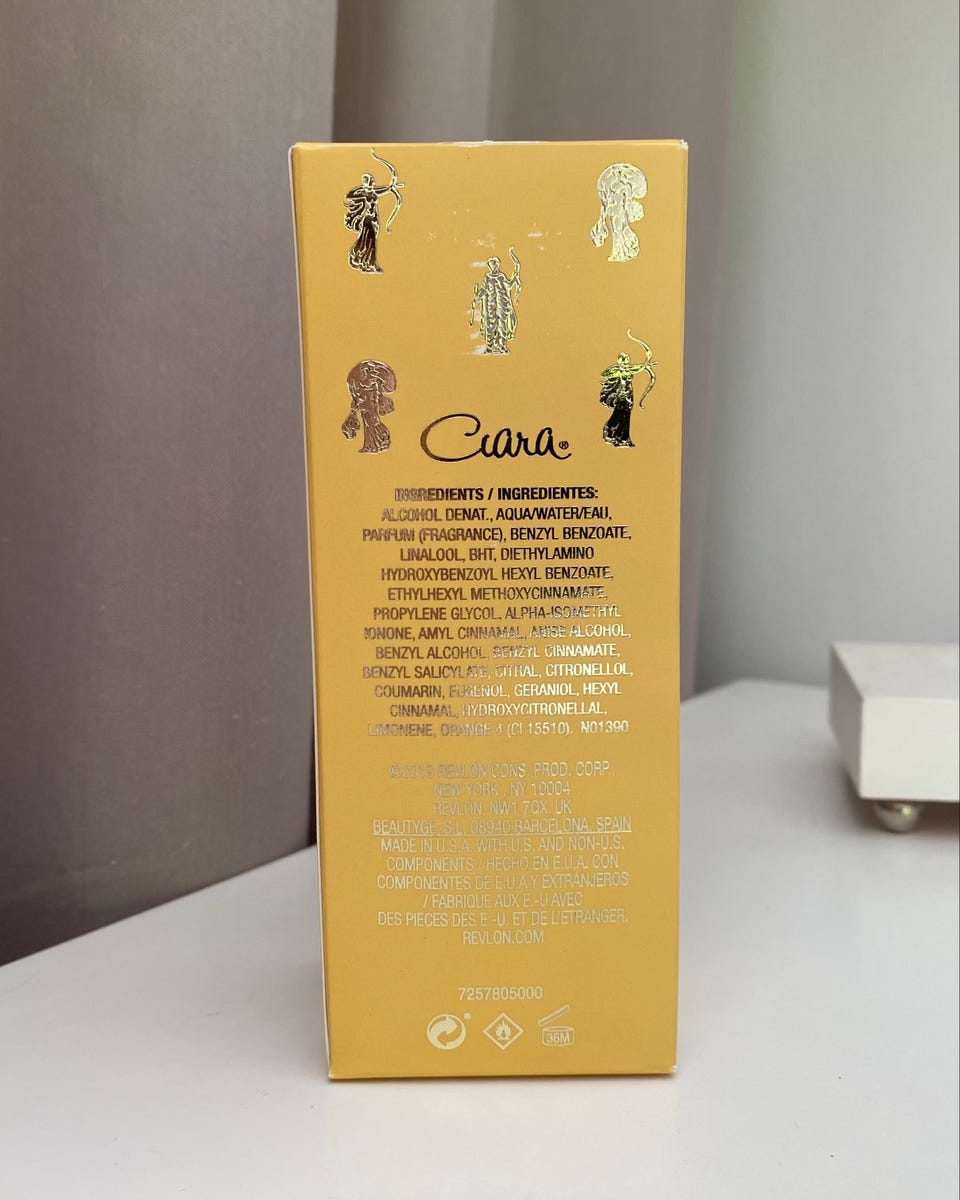 Ciara®
INGREDIENTS / INGREDIENTES:
ALCOHOL DENAT., AQUA/WATER/EAU,
PARFUM (FRAGRANCE), BENZYL BENZOATE,
LINALOOL, BHT, DIETHYLAMINO
HYDROXYBENZOYL HEXYL BENZOATE,
ETHYLHEXYL METHOXYCINNAMATE,
PROPYLENE GLYCOL, ALPHA-ISOMETHYL
IONONE, AMYL CINNAMAL, ANISE ALCOHOL,
BENZYL ALCOHOL, BENZYL CINNAMATE,
BENZYL SALICYLATE, CITRAL, CITRONELLOL,
COUMARIN, EUGENOL, GERANIOL, HEXYL
CINNAMAL, HYDROXYCITRONELLAL,
LIMONENE, ORANGE 4 (CI 15510). N01390
REVLON CONS. PROD. CORP.,
NEW YORK, NY 10004
REVLON, NW1 7QX, UK
BEAUTYGE, S.L. 08940 BARCELONA, SPAIN
MADE IN U.S.A. WITH U.S. AND NON-U.S.
COMPONENTS./ HECHO EN E.U.A. CON
COMPONENTES DE E.U.A Y EXTRANJEROS
/ FABRIQUE AUX E.-U AVEC
DES PIECES DES E.-U. ET DE L'ETRANGER.
REVLON.COM
7257805000
36M